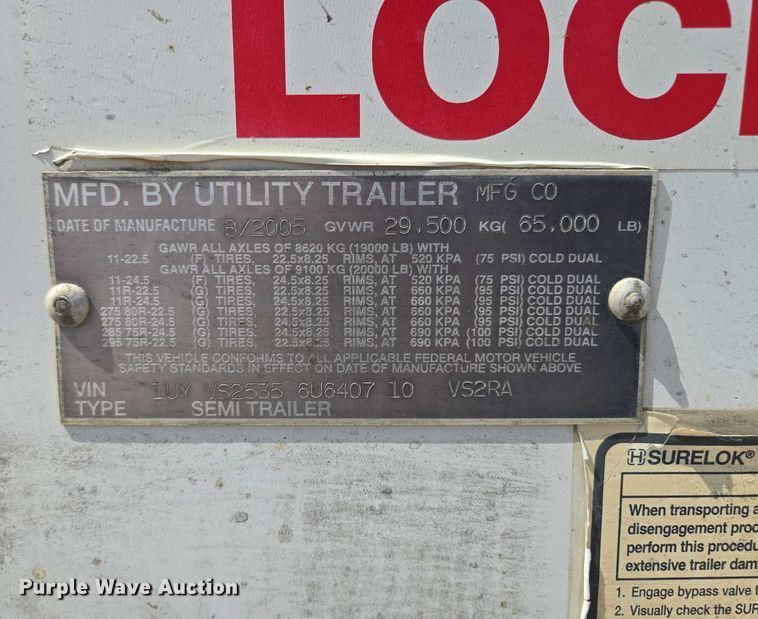 LOC
MFD. BY UTILITY TRAILER MFG CO
DATE OF MANUFACTURE 8/2005 GVWR 29,500 KG( 65,000 LB)
GAWR ALL AXLES OF 8620 KG (19000 LB) WITH
11-22.5 (F) TIRES, 22.5x8.25 RIMS, AT 520 KPA (75 PSI) COLD DUAL
GAWR ALL AXLES OF 9100 KG (20000 LB) WITH
11-24.5 (F) TIRES, 24.5x8.25 RIMS, AT 520 KPA (75 PSI) COLD DUAL
11R-22.5 (G) TIRES, 22.5x8.25 RIMS, AT 660 KPA (95 PSI) COLD DUAL
11R-24.5 (G) TIRES, 24.5x8.25 RIMS, AT 660 KPA (95 PSI) COLD DUAL
275 80R-22.5 (G) TIRES, 22.5x8.25 RIMS, AT 660 KPA (95 PSI) COLD DUAL
275 80R-24.5 (G) TIRES, 24.5x8.25 RIMS, AT 660 KPA (95 PSI) COLD DUAL
285 75R-24.5 (G) TIRES, 24.5x8.25 RIMS, AT 690 KPA (100 PSI) COLD DUAL
295 75R-22.5 (G) TIRES, 22.5x8.25 RIMS, AT 690 KPA (100 PSI) COLD DUAL
THIS VEHICLE CONFORMS TO ALL APPLICABLE FEDERAL MOTOR VEHICLE
SAFETY STANDARDS IN EFFECT ON DATE OF MANUFACTURE SHOWN ABOVE
VIN 1UY VS2535 6U6407 10 VS2RA
TYPE SEMI TRAILER
SURELOK®
When transporting a
disengagement proc
perform this procedu
extensive trailer dam
1. Engage bypass valve t
2. Visually check the SUR
Purple Wave Auction